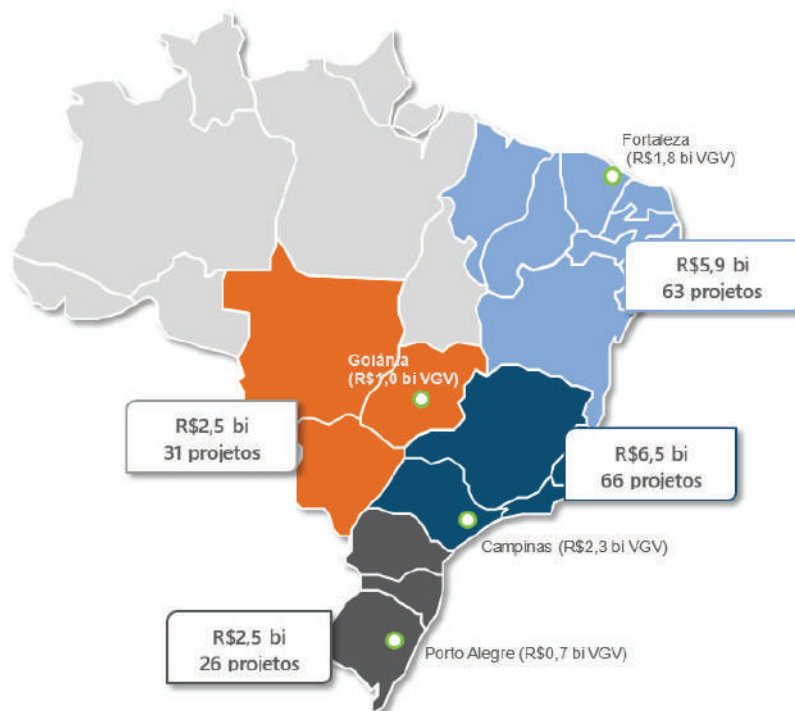 Fortaleza
(R$1,8 bi VGV)
R$5,9 bi
63 projetos
Goiânia
(R$1,0 bi VGV)
R$2,5 bi
31 projetos
R$6,5 bi
66 projetos
Campinas (R$2,3 bi VGV)
R$2,5 bi
26 projetos
Porto Alegre (R$0,7 bi VGV)